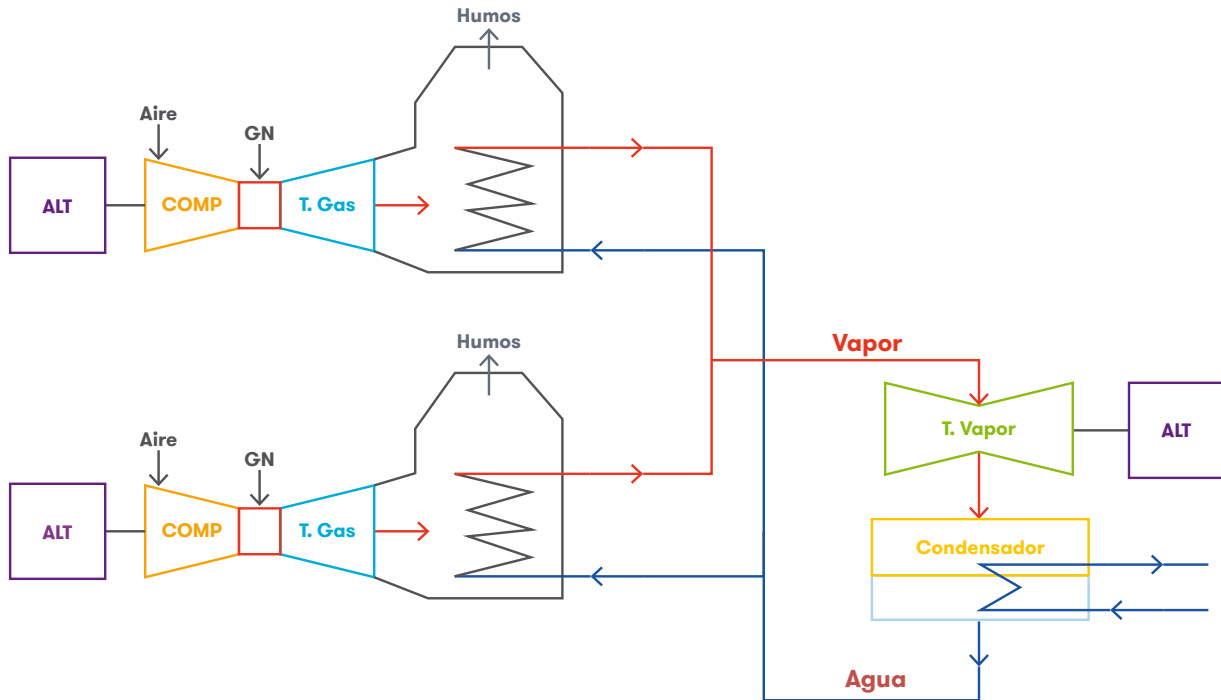 Humos
Aire
GN
ALT
COMP
T. Gas
Humos
Vapor
Aire
GN
T. Vapor
ALT
ALT
COMP
T. Gas
Condensador
Agua